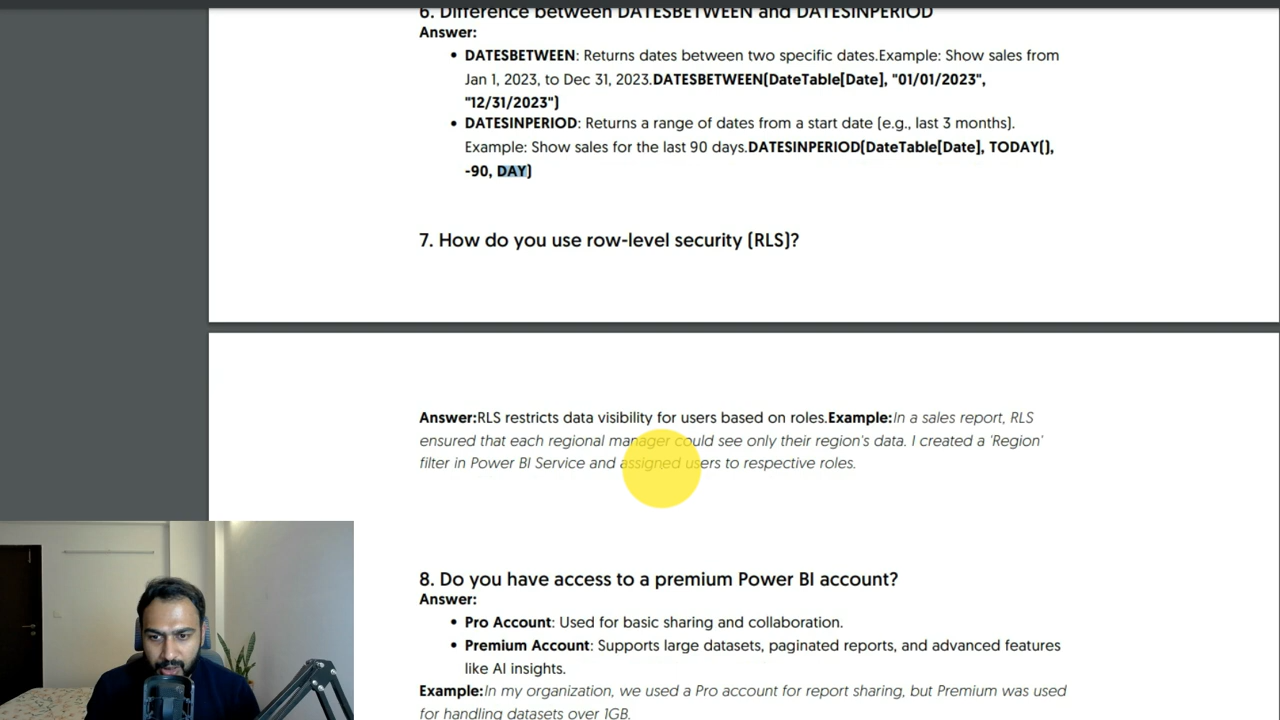 6. Difference between DATESBETWEEN and DATESINPERIOD
Answer:
• DATESBETWEEN: Returns dates between two specific dates.Example: Show sales from
Jan 1, 2023, to Dec 31, 2023.DATESBETWEEN(DateTable[Date], "01/01/2023",
"12/31/2023")
• DATESINPERIOD: Returns a range of dates from a start date (e.g., last 3 months).
Example: Show sales for the last 90 days.DATESINPERIOD(DateTable[Date], TODAY(),
-90, DAY)
7. How do you use row-level security (RLS)?
Answer:RLS restricts data visibility for users based on roles.Example:In a sales report, RLS
ensured that each regional manager could see only their region's data. I created a 'Region'
filter in Power BI Service and assigned users to respective roles.
8. Do you have access to a premium Power BI account?
Answer:
• Pro Account: Used for basic sharing and collaboration.
• Premium Account: Supports large datasets, paginated reports, and advanced features
like AI insights.
Example:In my organization, we used a Pro account for report sharing, but Premium was used
for handling datasets over 1GB.